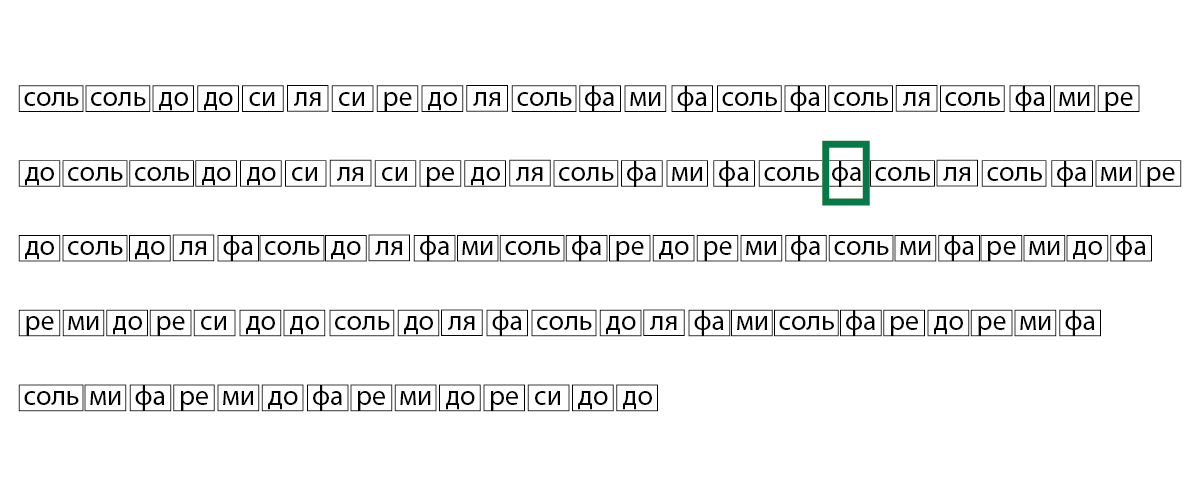 соль соль до до си ля си ре до ля соль фа ми фа соль фа соль ля соль фа ми ре
до соль соль до до си ля си ре до ля соль фа ми фа соль фа соль ля соль фа ми ре
до соль до ля фа соль до ля фа ми соль фа ре до ре ми фа соль ми фа ре ми до фа
ре ми до ре си до до соль до ля фа соль до ля фа ми соль фа ре до ре ми фа
соль ми фа ре ми до фа ре ми до ре си до до